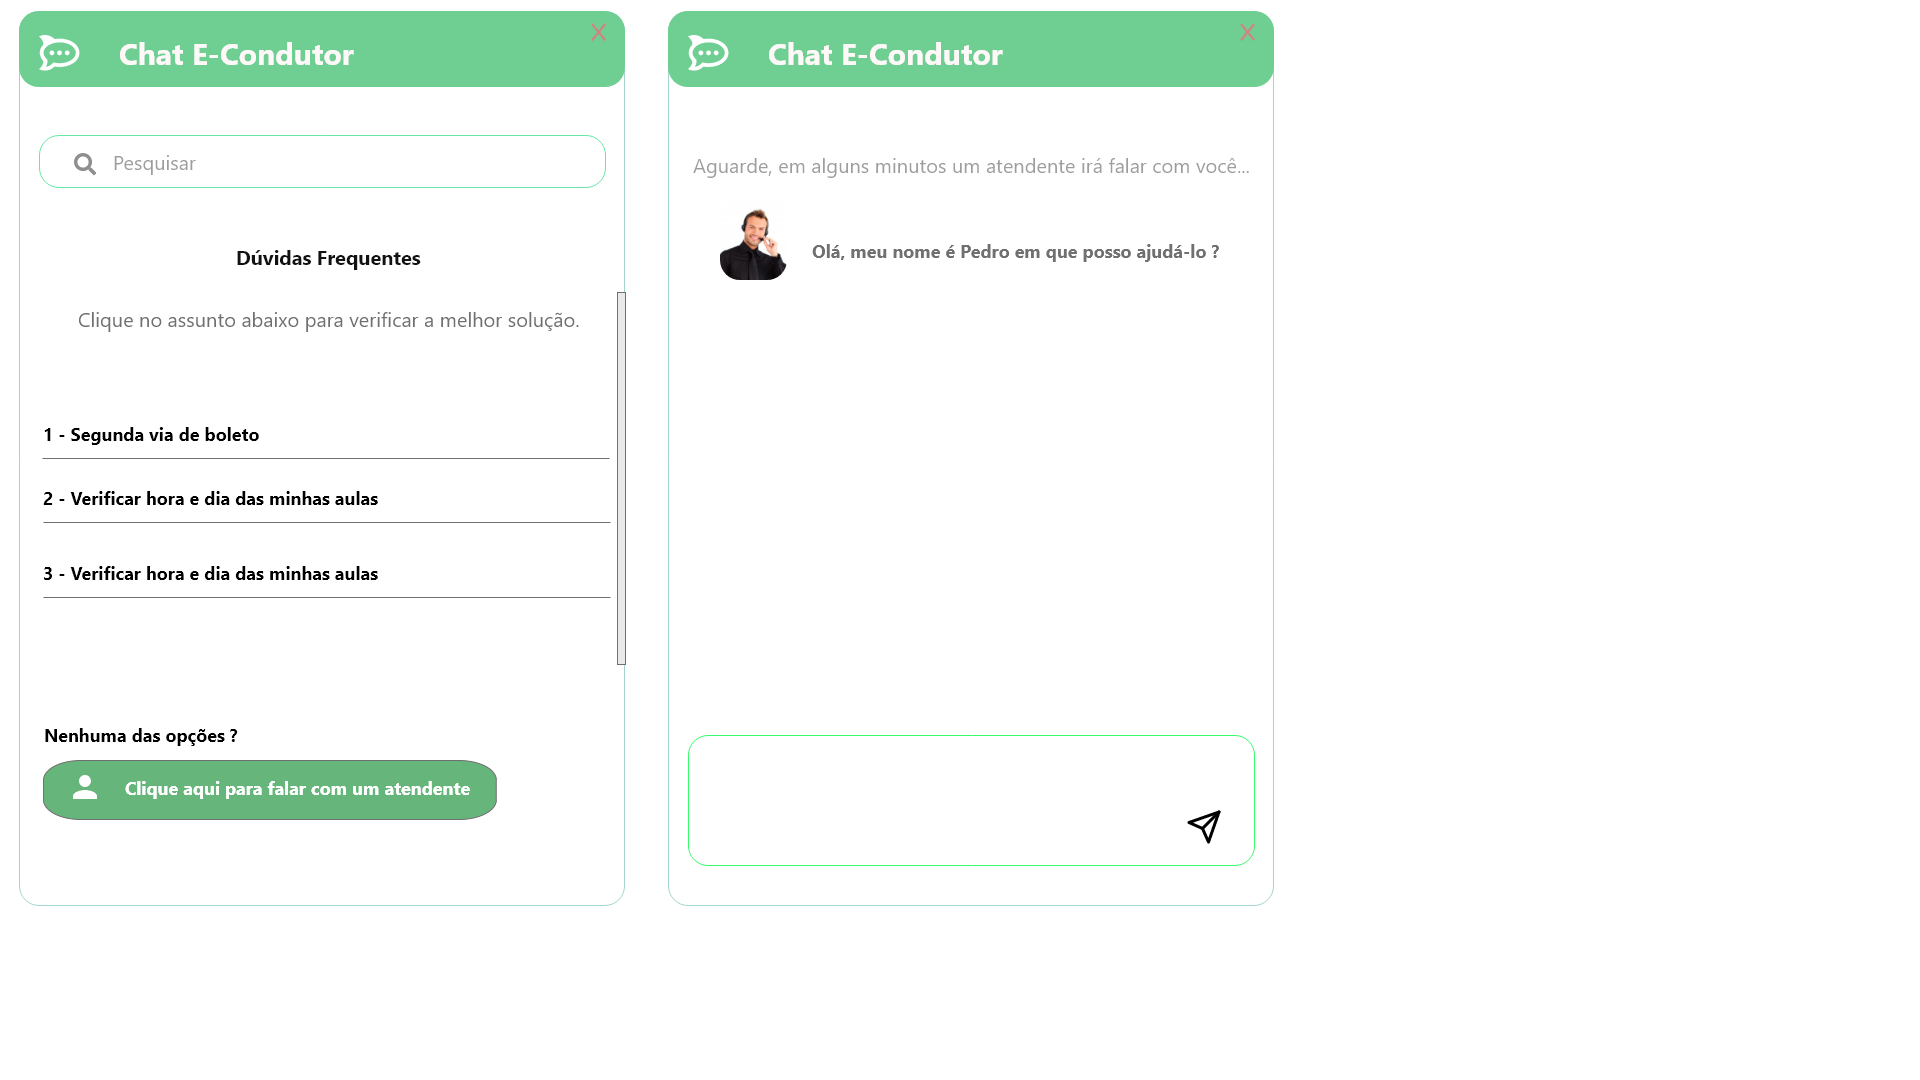 Chat E-Condutor
X
Pesquisar
Dúvidas Frequentes
Clique no assunto abaixo para verificar a melhor solução.
1 - Segunda via de boleto
2 - Verificar hora e dia das minhas aulas
3 - Verificar hora e dia das minhas aulas
Nenhuma das opções ?
Clique aqui para falar com um atendente
Chat E-Condutor
X
Aguarde, em alguns minutos um atendente irá falar com você...
Olá, meu nome é Pedro em que posso ajudá-lo ?